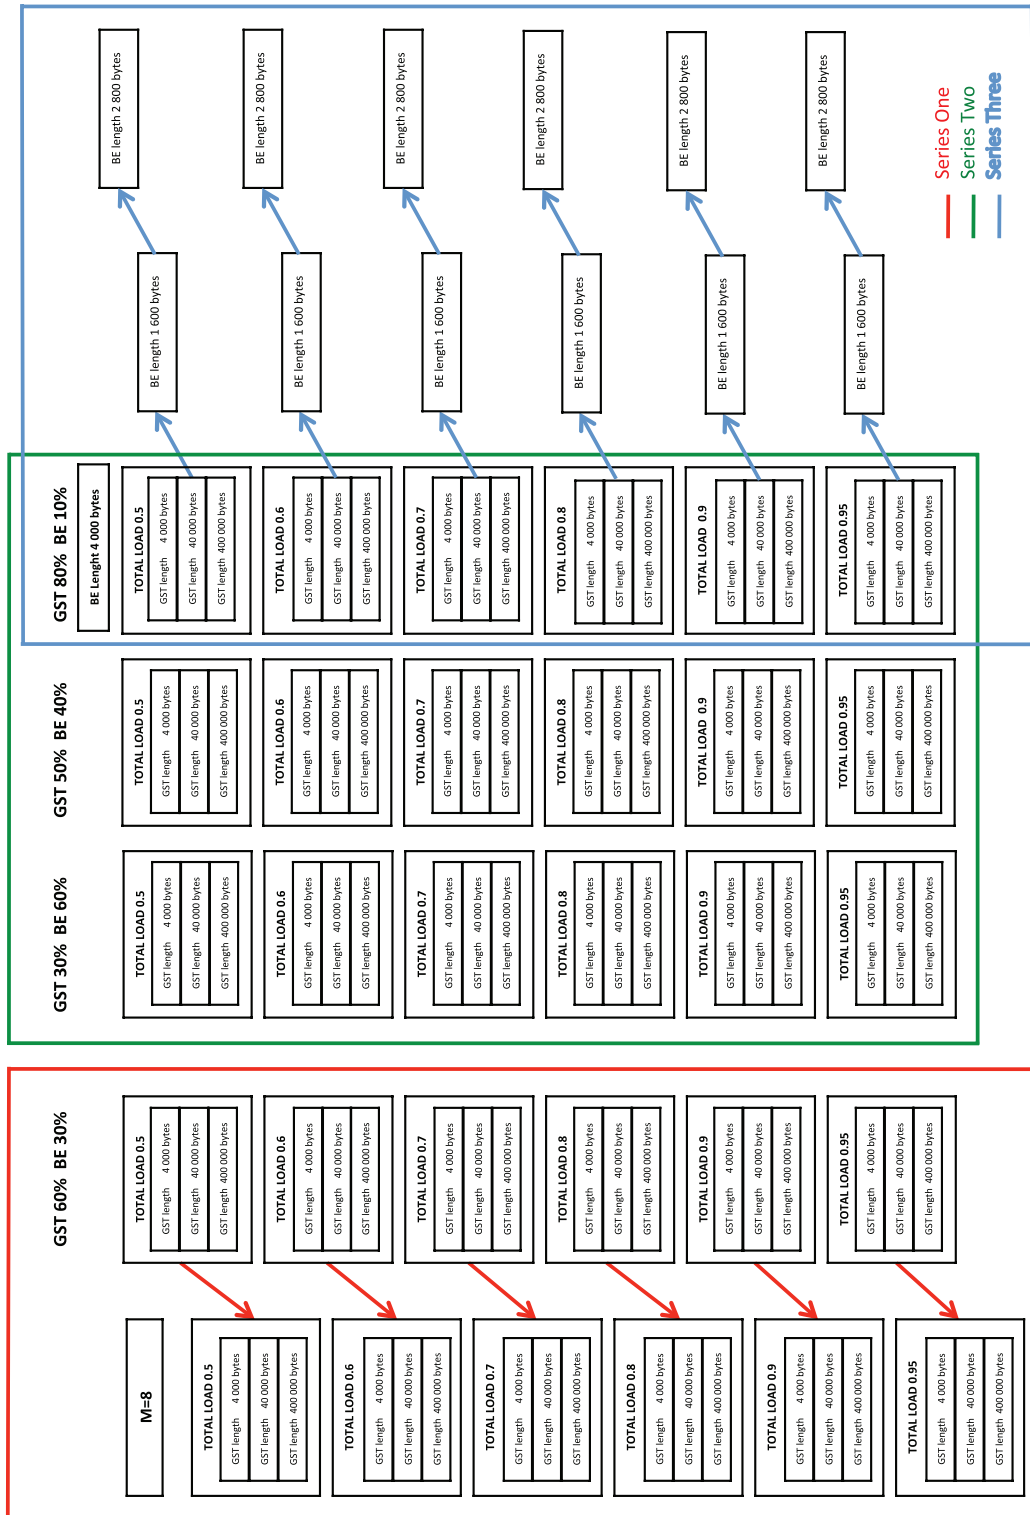 M=8
TOTAL LOAD 0.5
GST length 4 000 bytes
GST length 40 000 bytes
GST length 400 000 bytes
TOTAL LOAD 0.6
GST length 4 000 bytes
GST length 40 000 bytes
GST length 400 000 bytes
TOTAL LOAD 0.7
GST length 4 000 bytes
GST length 40 000 bytes
GST length 400 000 bytes
TOTAL LOAD 0.8
GST length 4 000 bytes
GST length 40 000 bytes
GST length 400 000 bytes
TOTAL LOAD 0.9
GST length 4 000 bytes
GST length 40 000 bytes
GST length 400 000 bytes
TOTAL LOAD 0.95
GST length 4 000 bytes
GST length 40 000 bytes
GST length 400 000 bytes
GST 60% BE 30%
TOTAL LOAD 0.5
GST length 4 000 bytes
GST length 40 000 bytes
GST length 400 000 bytes
TOTAL LOAD 0.6
GST length 4 000 bytes
GST length 40 000 bytes
GST length 400 000 bytes
TOTAL LOAD 0.7
GST length 4 000 bytes
GST length 40 000 bytes
GST length 400 000 bytes
TOTAL LOAD 0.8
GST length 4 000 bytes
GST length 40 000 bytes
GST length 400 000 bytes
TOTAL LOAD 0.9
GST length 4 000 bytes
GST length 40 000 bytes
GST length 400 000 bytes
TOTAL LOAD 0.95
GST length 4 000 bytes
GST length 40 000 bytes
GST length 400 000 bytes
GST 30% BE 60%
TOTAL LOAD 0.5
GST length 4 000 bytes
GST length 40 000 bytes
GST length 400 000 bytes
TOTAL LOAD 0.6
GST length 4 000 bytes
GST length 40 000 bytes
GST length 400 000 bytes
TOTAL LOAD 0.7
GST length 4 000 bytes
GST length 40 000 bytes
GST length 400 000 bytes
TOTAL LOAD 0.8
GST length 4 000 bytes
GST length 40 000 bytes
GST length 400 000 bytes
TOTAL LOAD 0.9
GST length 4 000 bytes
GST length 40 000 bytes
GST length 400 000 bytes
TOTAL LOAD 0.95
GST length 4 000 bytes
GST length 40 000 bytes
GST length 400 000 bytes
GST 50% BE 40%
TOTAL LOAD 0.5
GST length 4 000 bytes
GST length 40 000 bytes
GST length 400 000 bytes
TOTAL LOAD 0.6
GST length 4 000 bytes
GST length 40 000 bytes
GST length 400 000 bytes
TOTAL LOAD 0.7
GST length 4 000 bytes
GST length 40 000 bytes
GST length 400 000 bytes
TOTAL LOAD 0.8
GST length 4 000 bytes
GST length 40 000 bytes
GST length 400 000 bytes
TOTAL LOAD 0.9
GST length 4 000 bytes
GST length 40 000 bytes
GST length 400 000 bytes
TOTAL LOAD 0.95
GST length 4 000 bytes
GST length 40 000 bytes
GST length 400 000 bytes
GST 80% BE 10%
BE Lenght 4 000 bytes
TOTAL LOAD 0.5
GST length 4 000 bytes
GST length 40 000 bytes
GST length 400 000 bytes
TOTAL LOAD 0.6
GST length 4 000 bytes
GST length 40 000 bytes
GST length 400 000 bytes
TOTAL LOAD 0.7
GST length 4 000 bytes
GST length 40 000 bytes
GST length 400 000 bytes
TOTAL LOAD 0.8
GST length 4 000 bytes
GST length 40 000 bytes
GST length 400 000 bytes
TOTAL LOAD 0.9
GST length 4 000 bytes
GST length 40 000 bytes
GST length 400 000 bytes
TOTAL LOAD 0.95
GST length 4 000 bytes
GST length 40 000 bytes
GST length 400 000 bytes
BE length 1 600 bytes
BE length 1 600 bytes
BE length 1 600 bytes
BE length 1 600 bytes
BE length 1 600 bytes
BE length 1 600 bytes
BE length 2 800 bytes
BE length 2 800 bytes
BE length 2 800 bytes
BE length 2 800 bytes
BE length 2 800 bytes
BE length 2 800 bytes
Series One
Series Two
Series Three